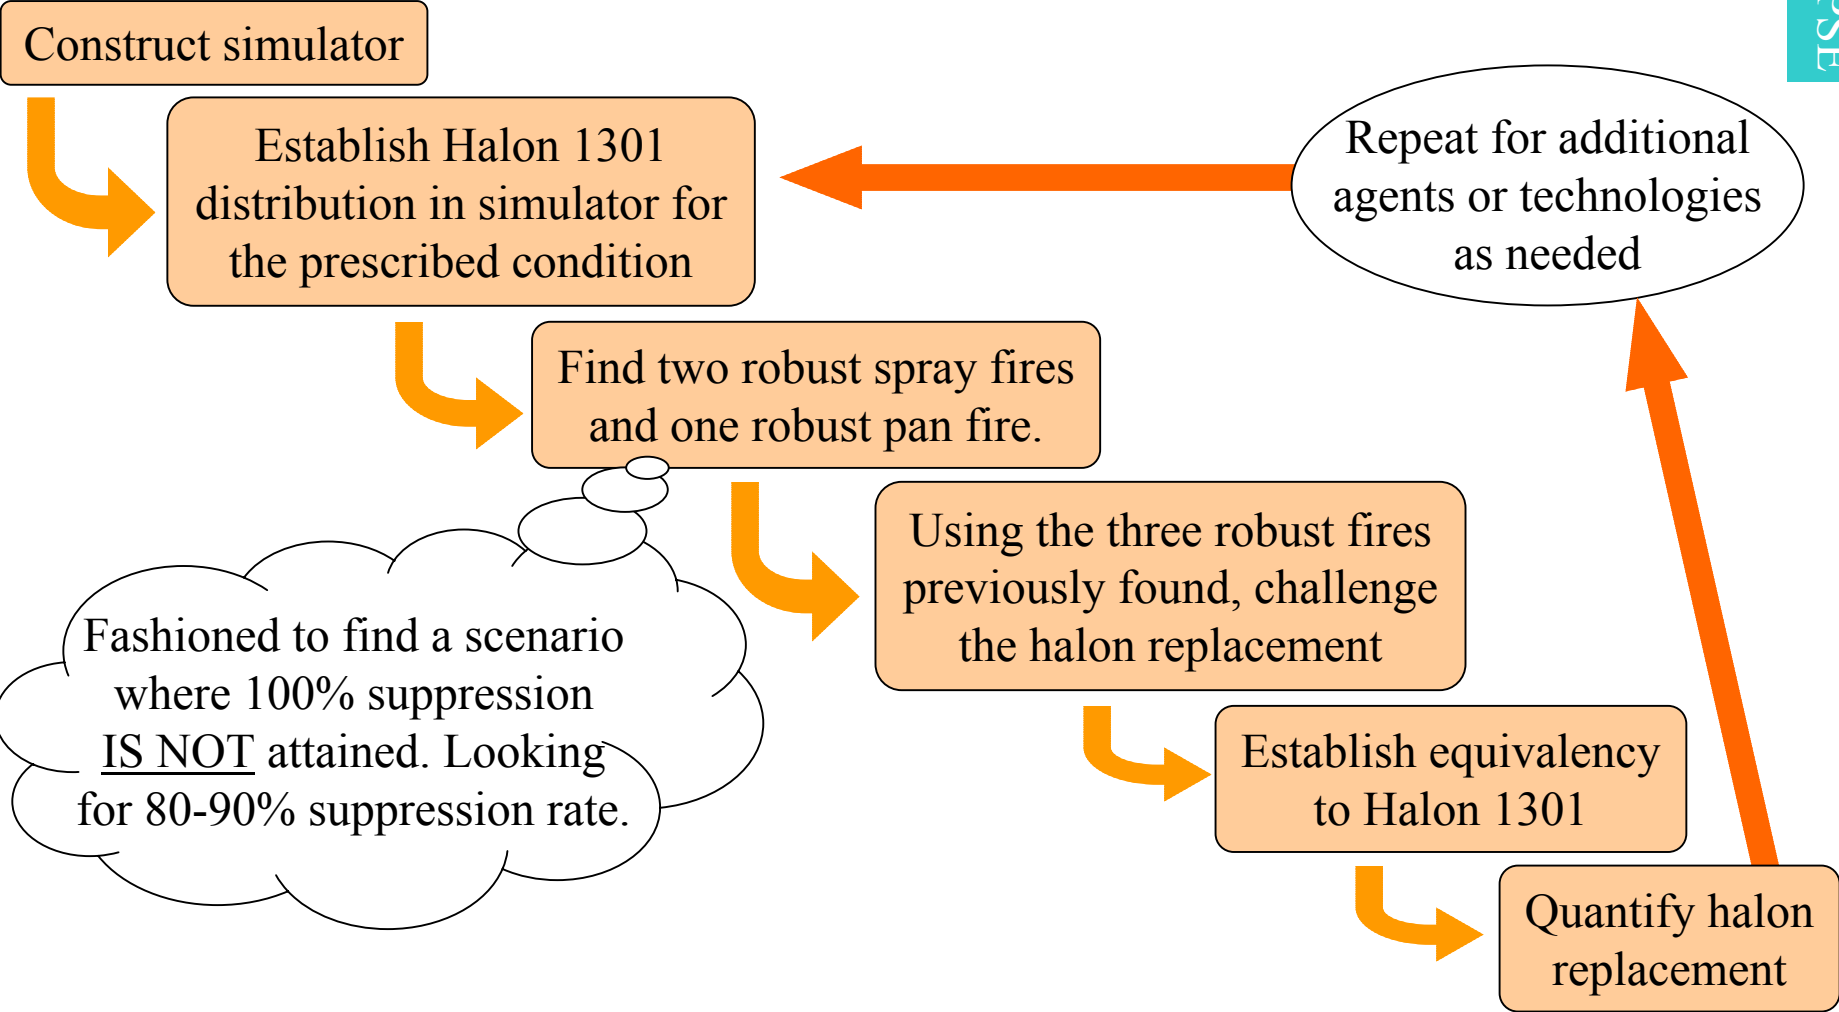 Construct simulator
Establish Halon 1301
distribution in simulator for
the prescribed condition
Repeat for additional
agents or technologies
as needed
Find two robust spray fires
and one robust pan fire.
Using the three robust fires
previously found, challenge
the halon replacement
Fashioned to find a scenario
where 100% suppression
IS NOT attained. Looking
for 80-90% suppression rate.
Establish equivalency
to Halon 1301
Quantify halon
replacement